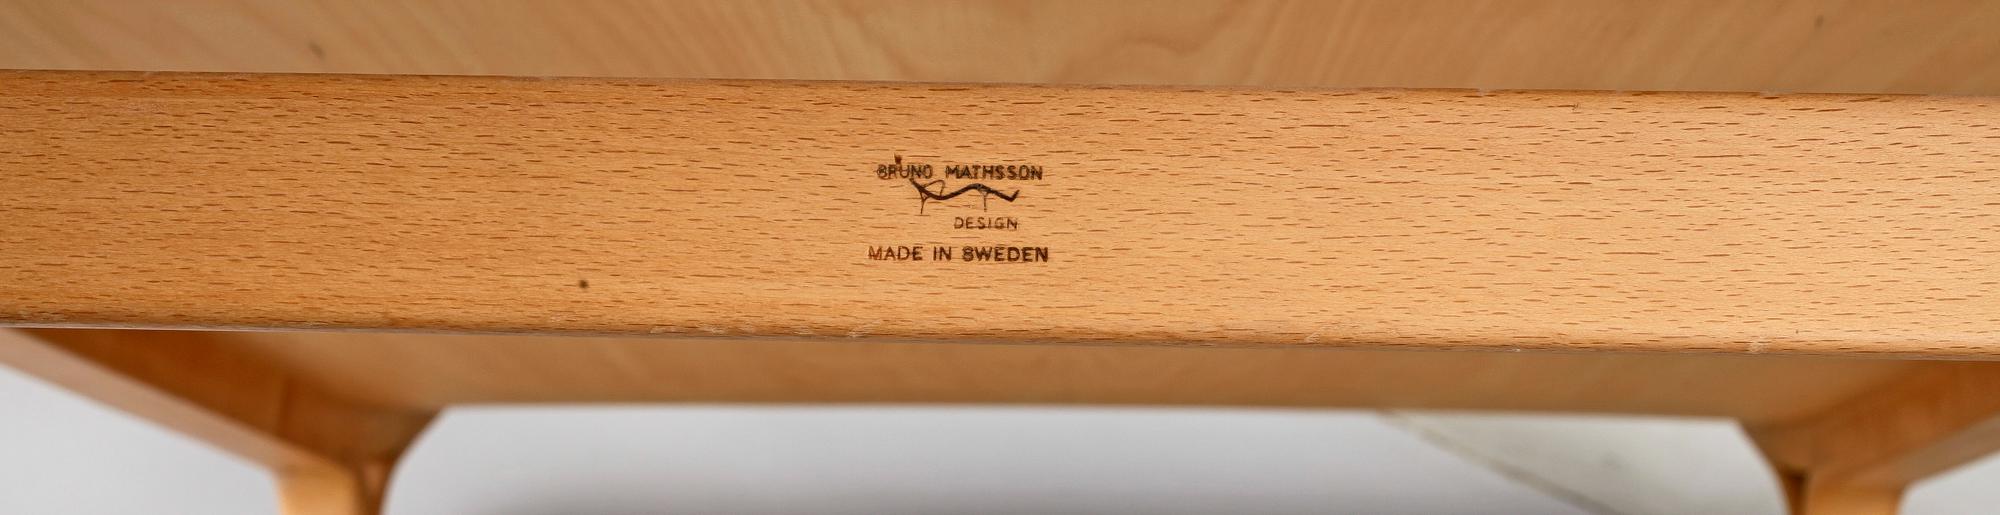 BRUNO MATHSSON
DESIGN
MADE IN SWEDEN